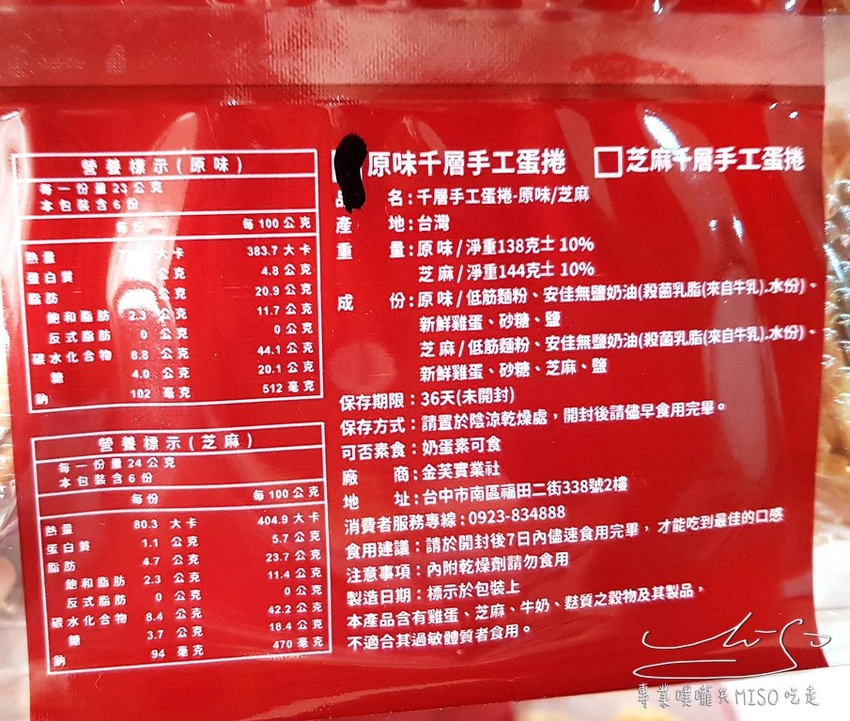 營養標示(原味)
每一份量23公克
本包裝含6份
每份 每100公克
熱量 大卡 383.7 大卡
蛋白質 公克 4.8 公克
脂肪 公克 20.9 公克
飽和脂肪 2.3 公克 11.7 公克
反式脂肪 0 公克 0 公克
碳水化合物 8.8 公克 44.1 公克
糖 4.0 公克 20.1 公克
鈉 102 毫克 512 毫克
營養標示(芝麻)
每一份量24公克
本包裝含6份
每份 每100公克
熱量 80.3 大卡 404.9 大卡
蛋白質 1.1 公克 5.7 公克
脂肪 4.7 公克 23.7 公克
飽和脂肪 2.3 公克 11.4 公克
反式脂肪 0 公克 0 公克
碳水化合物 8.4 公克 42.2 公克
糖 3.7 公克 18.4 公克
鈉 94 毫克 470 毫克
原味千層手工蛋捲 □芝麻千層手工蛋捲
品名:千層手工蛋捲-原味/芝麻
產地:台灣
重量:原味/淨重138克± 10%
芝麻/淨重144克± 10%
成份:原味/低筋麵粉、安佳無鹽奶油(殺菌乳脂(來自牛乳).水份)、
新鮮雞蛋、砂糖、鹽
芝麻/低筋麵粉、安佳無鹽奶油(殺菌乳脂(來自牛乳).水份)、
新鮮雞蛋、砂糖、芝麻、鹽
保存期限:36天(未開封)
保存方式:請置於陰涼乾燥處,開封後請儘早食用完畢。
可否素食:奶蛋素可食
廠商:金芙實業社
地址:台中市南區福田二街338號2樓
消費者服務專線:0923-834888
食用建議:請於開封後7日內儘速食用完畢,才能吃到最佳的口感
注意事項:內附乾燥劑請勿食用
製造日期:標示於包裝上
本產品含有雞蛋、芝麻、牛奶、麩質之穀物及其製品,
不適合其過敏體質者食用。
Miso
專業噗嚨共MISO吃走